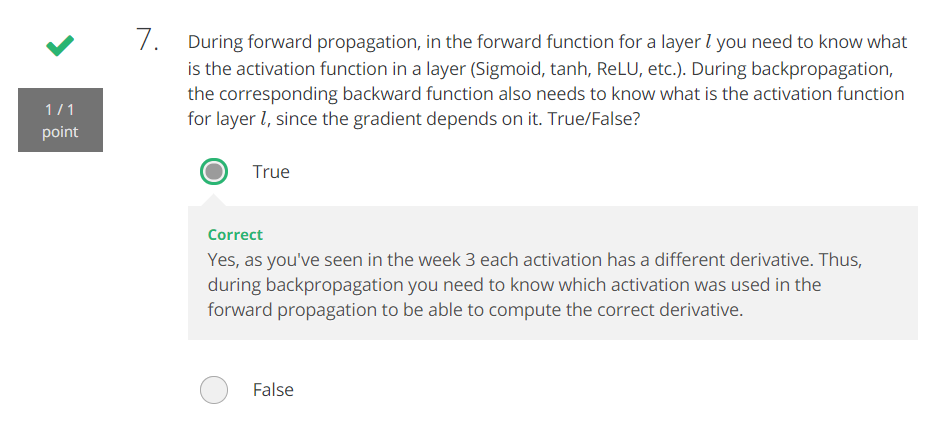 7.
During forward propagation, in the forward function for a layer l you need to know what
is the activation function in a layer (Sigmoid, tanh, ReLU, etc.). During backpropagation,
the corresponding backward function also needs to know what is the activation function
for layer l, since the gradient depends on it. True/False?
1 / 1
point
True
Correct
Yes, as you've seen in the week 3 each activation has a different derivative. Thus,
during backpropagation you need to know which activation was used in the
forward propagation to be able to compute the correct derivative.
False